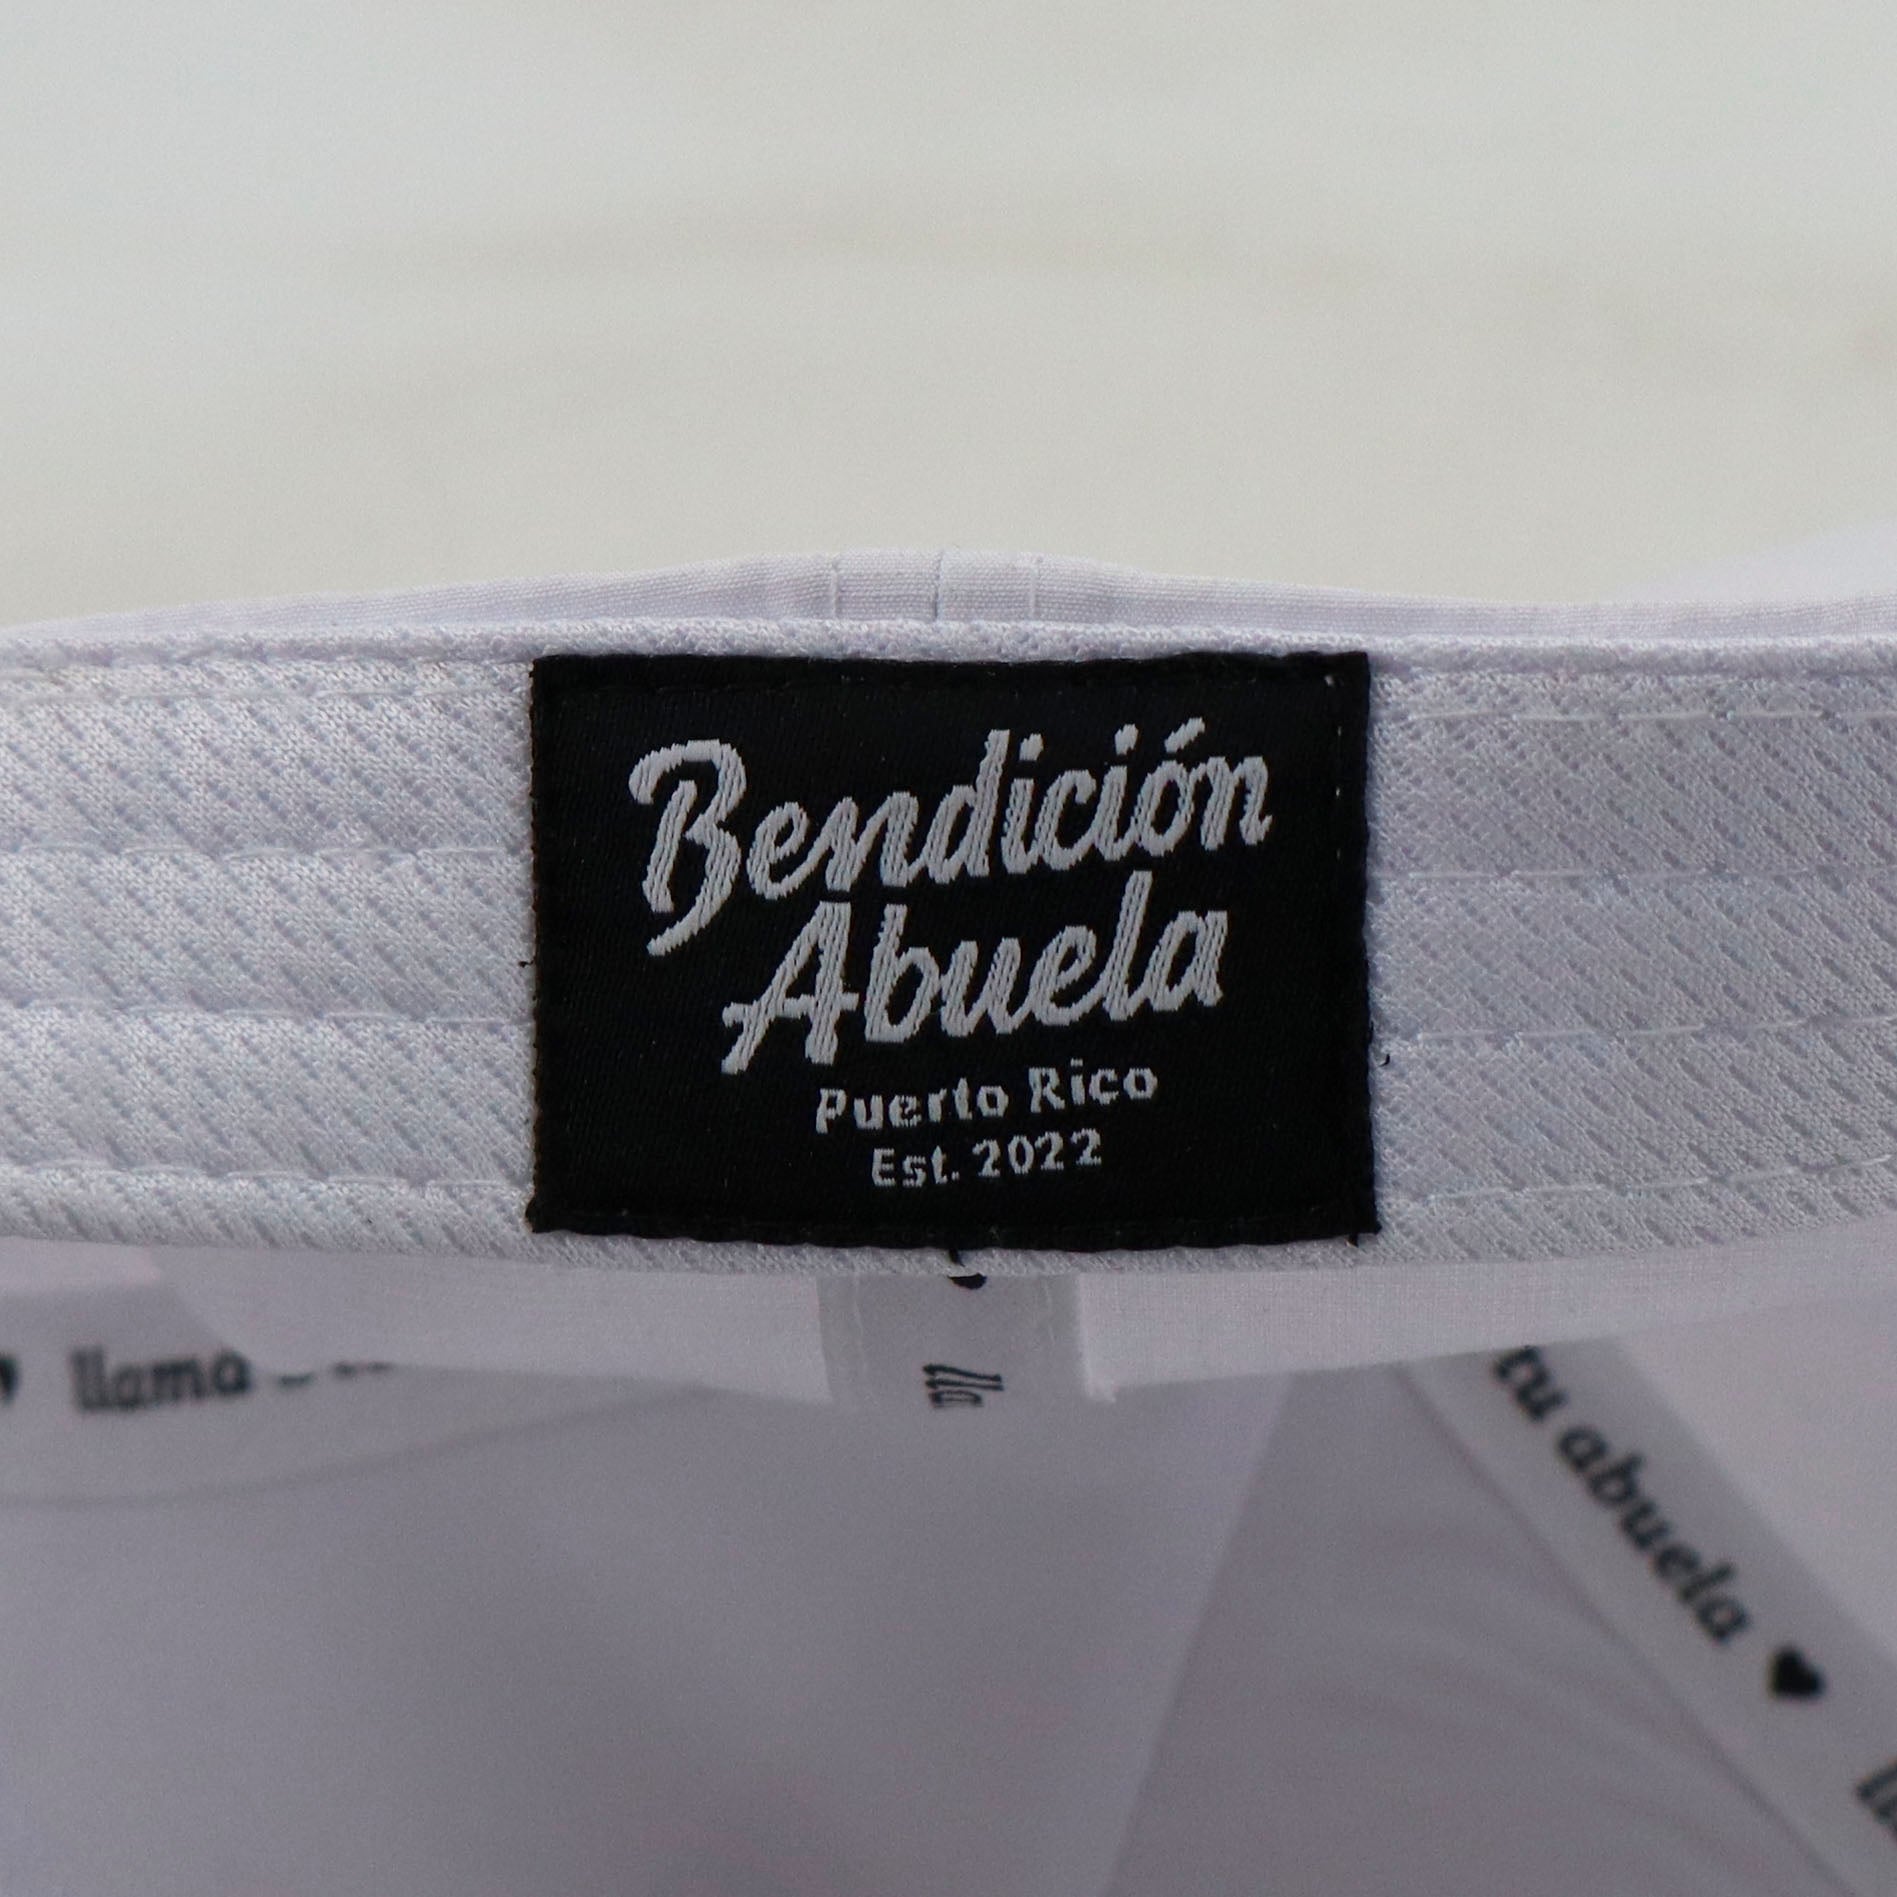 Bendición
Abuela
Puerto Rico
Est. 2022
llama
tu abuela ♥